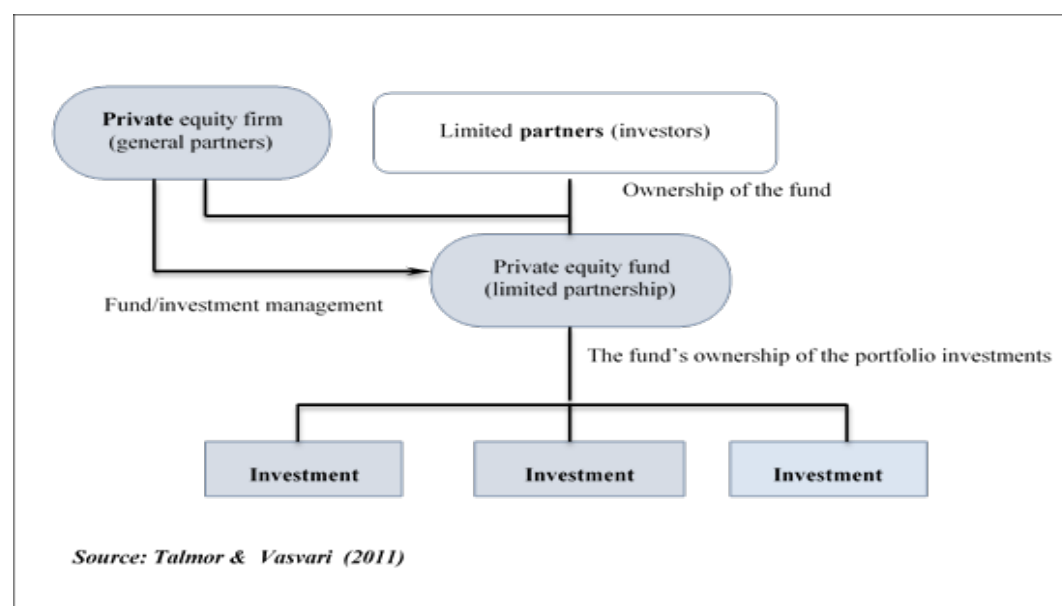 Private equity firm
(general partners)
Limited partners (investors)
Ownership of the fund
Private equity fund
(limited partnership)
Fund/investment management
The fund's ownership of the portfolio investments
Investment
Investment
Investment
Source: Talmor & Vasvari (2011)